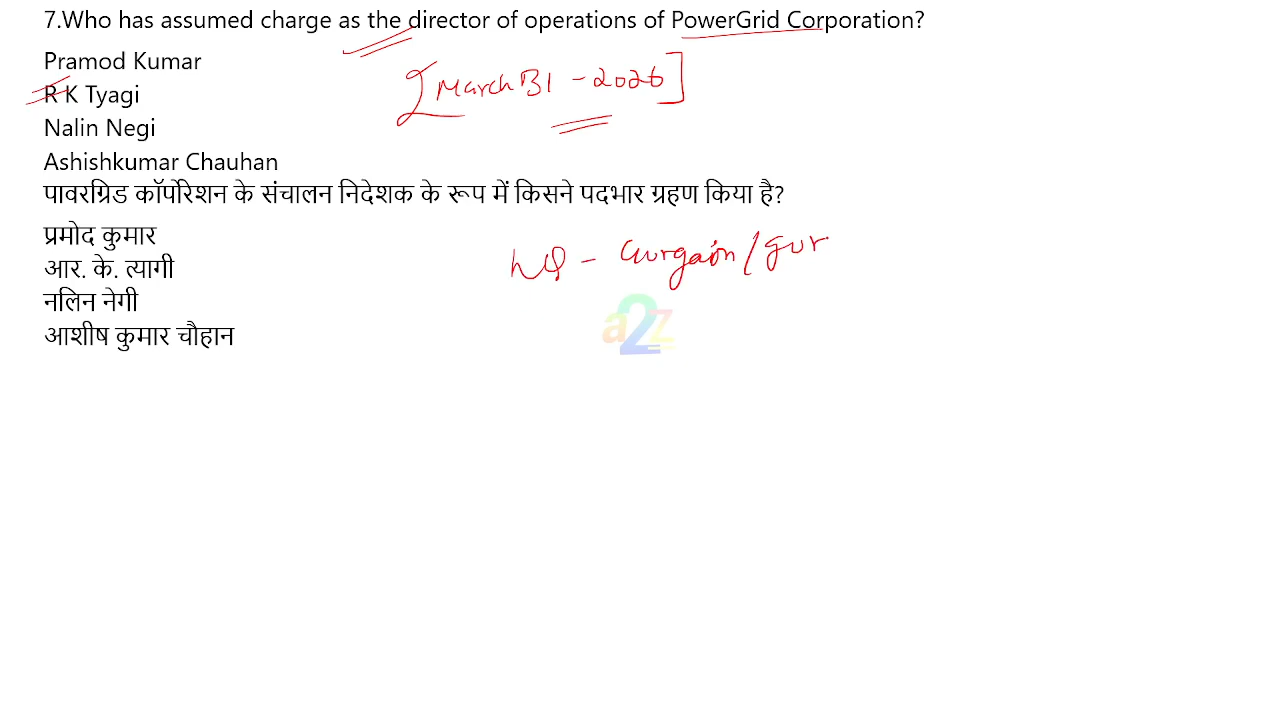 7.Who has assumed charge as the director of operations of PowerGrid Corporation?
Pramod Kumar
R K Tyagi
[March 31 - 2026]
Nalin Negi
Ashishkumar Chauhan
पावरग्रिड कॉर्पोरेशन के संचालन निदेशक के रूप में किसने पदभार ग्रहण किया है?
प्रमोद कुमार
आर. के. त्यागी
HQ - Gurgaon / Gur
नलिन नेगी
आशीष कुमार चौहान
a2z